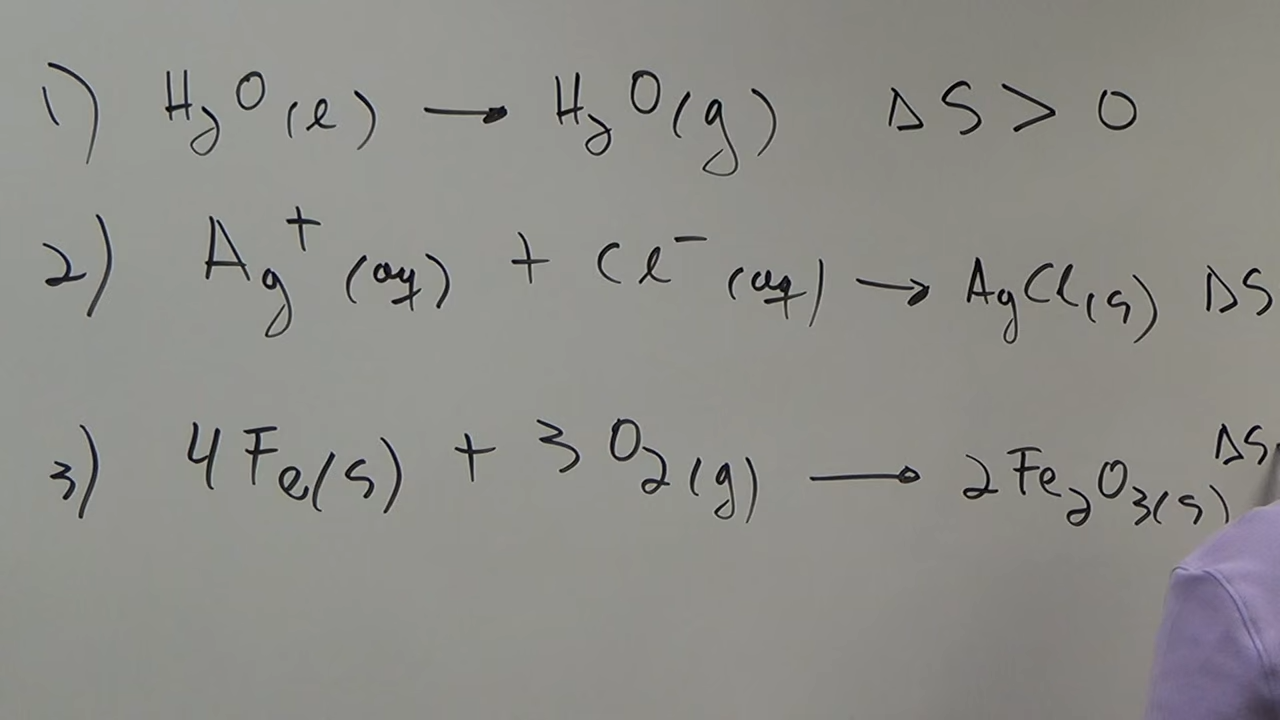 1) H₂O(l) → H₂O(g) ΔS > 0
2) Ag⁺(aq) + Cl⁻(aq) → AgCl(s) ΔS
3) 4Fe(s) + 3O₂(g) → 2Fe₂O₃(s) ΔS